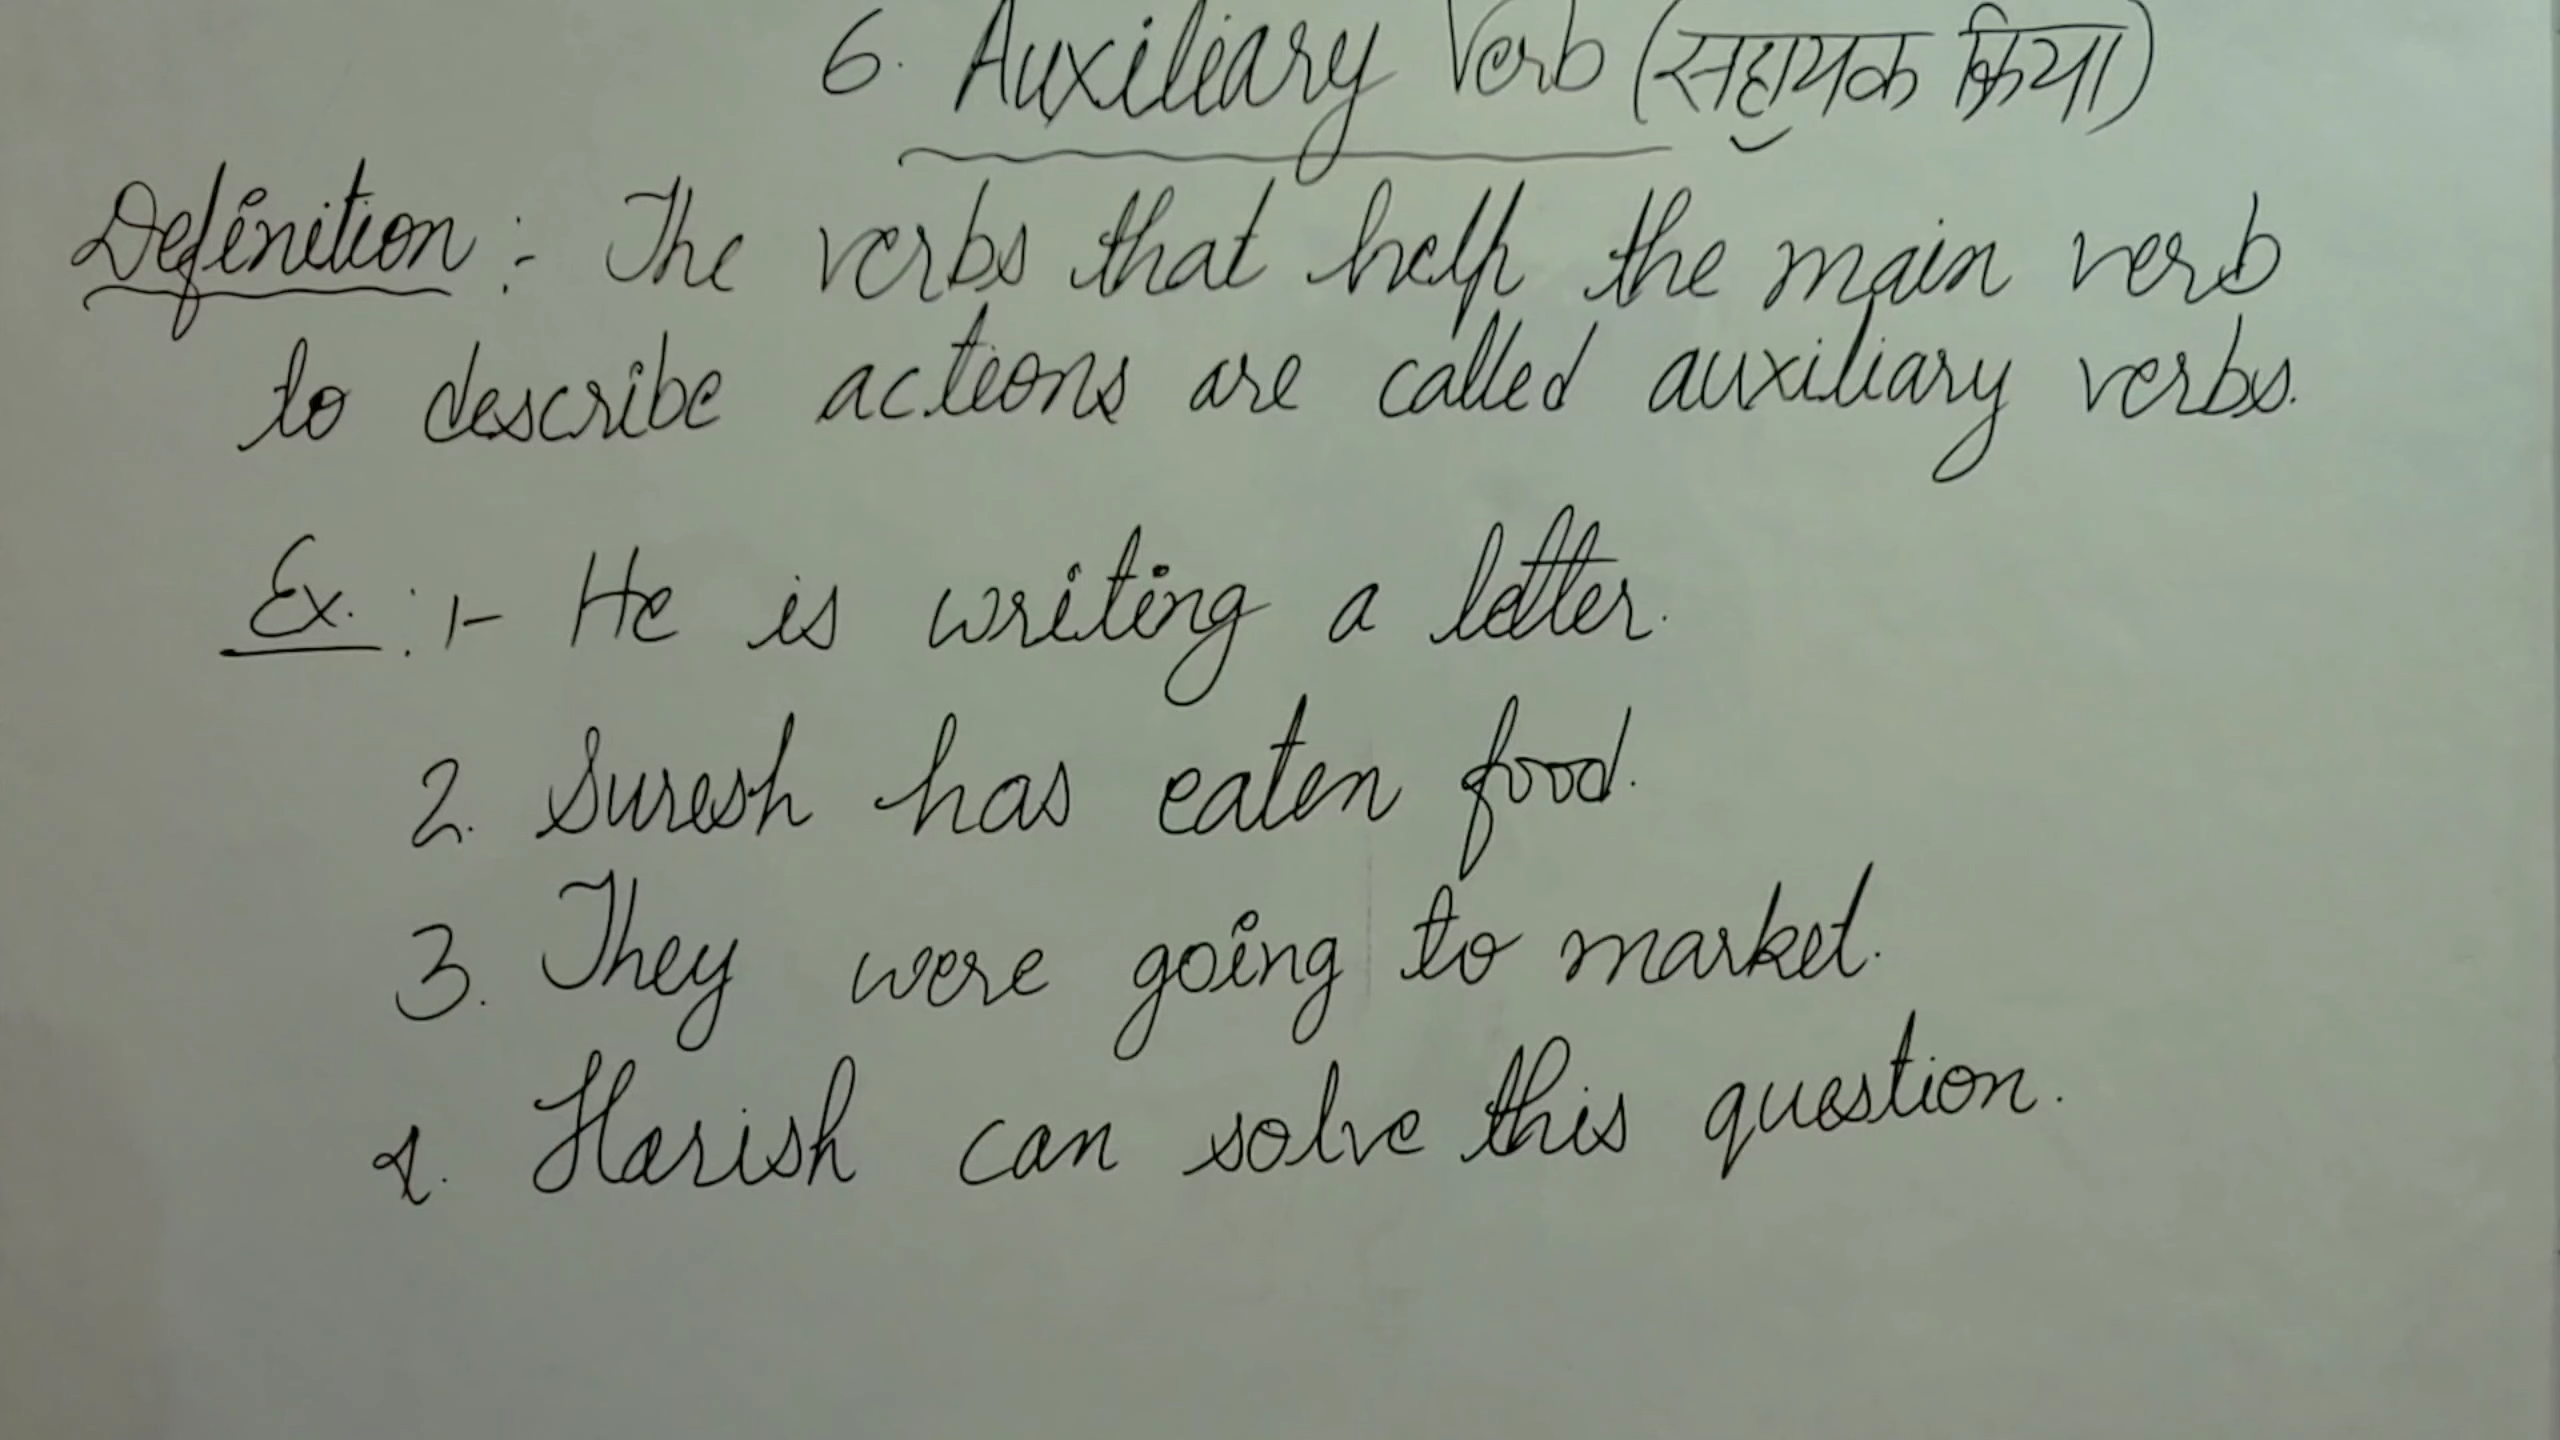 6. Auxiliary Verb (सहायक क्रिया)
Definition :- The verbs that help the main verb
to describe actions are called auxiliary verbs.
Ex. : 1- He is writing a letter.
2. Suresh has eaten food.
3. They were going to market.
4. Harish can solve this question.